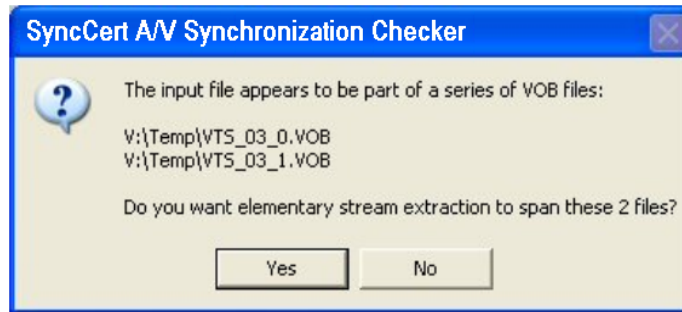 SyncCert A/V Synchronization Checker
The input file appears to be part of a series of VOB files:
V:\Temp\VTS_03_0.VOB
V:\Temp\VTS_03_1.VOB
Do you want elementary stream extraction to span these 2 files?
Yes
No